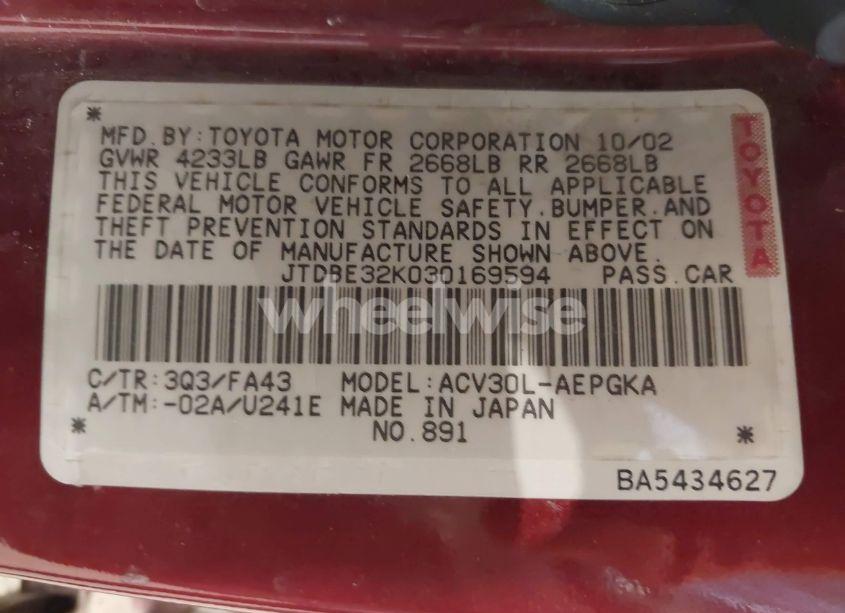 *
MFD. BY: TOYOTA MOTOR CORPORATION 10/02
GVWR 4233LB GAWR FR 2668LB RR 2668LB
THIS VEHICLE CONFORMS TO ALL APPLICABLE
FEDERAL MOTOR VEHICLE SAFETY. BUMPER. AND
THEFT PREVENTION STANDARDS IN EFFECT ON
THE DATE OF MANUFACTURE SHOWN ABOVE.
JTDBE32K030169594 PASS. CAR
TOYOTA
wheelwise
C/TR: 3Q3/FA43 MODEL: ACV30L-AEPGKA
A/TM: -02A/U241E MADE IN JAPAN
* NO. 891 *
BA5434627